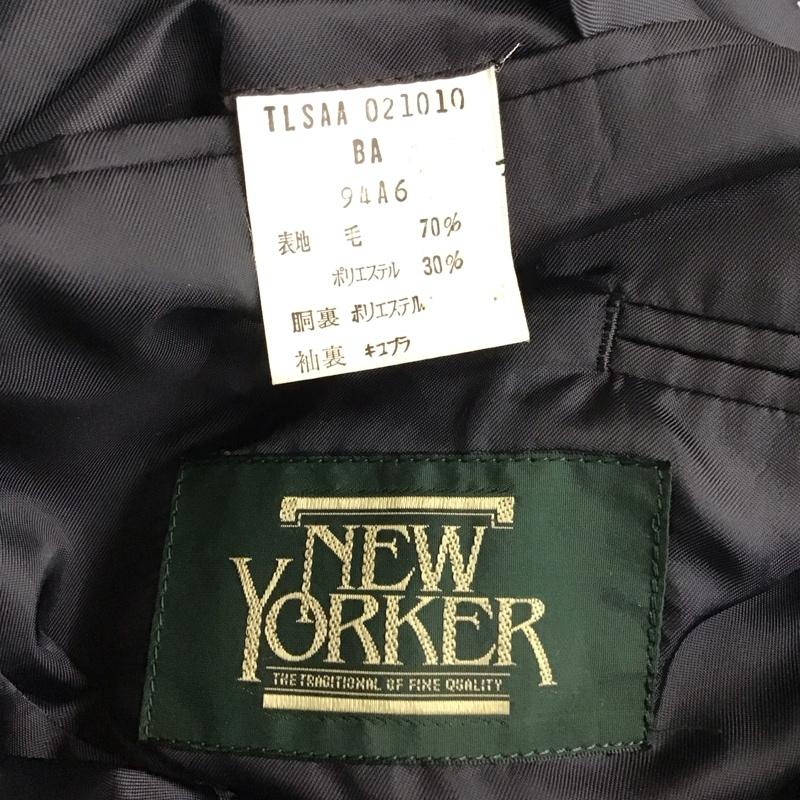 TLSAA 021010
BA
94A6
表地 毛 70%
ポリエステル 30%
胴裏 ポリエステル
袖裏 キュプラ
NEW
YORKER
THE TRADITIONAL OF FINE QUALITY